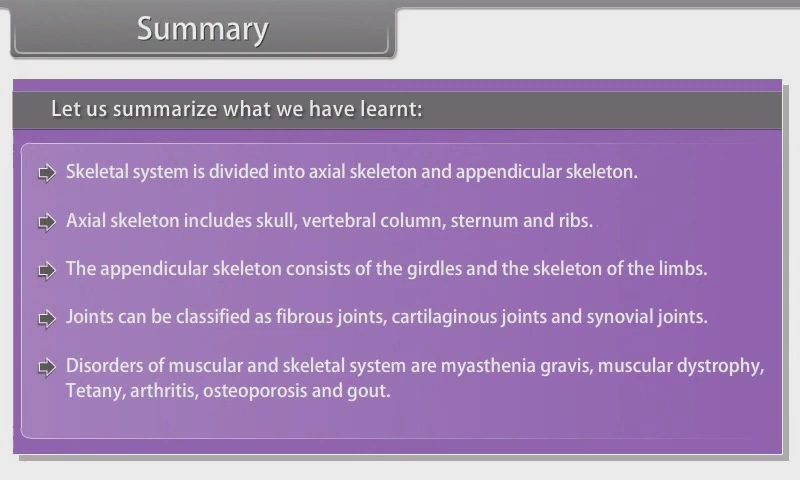 Summary
Let us summarize what we have learnt:
Skeletal system is divided into axial skeleton and appendicular skeleton.
Axial skeleton includes skull, vertebral column, sternum and ribs.
The appendicular skeleton consists of the girdles and the skeleton of the limbs.
Joints can be classified as fibrous joints, cartilaginous joints and synovial joints.
Disorders of muscular and skeletal system are myasthenia gravis, muscular dystrophy,
Tetany, arthritis, osteoporosis and gout.